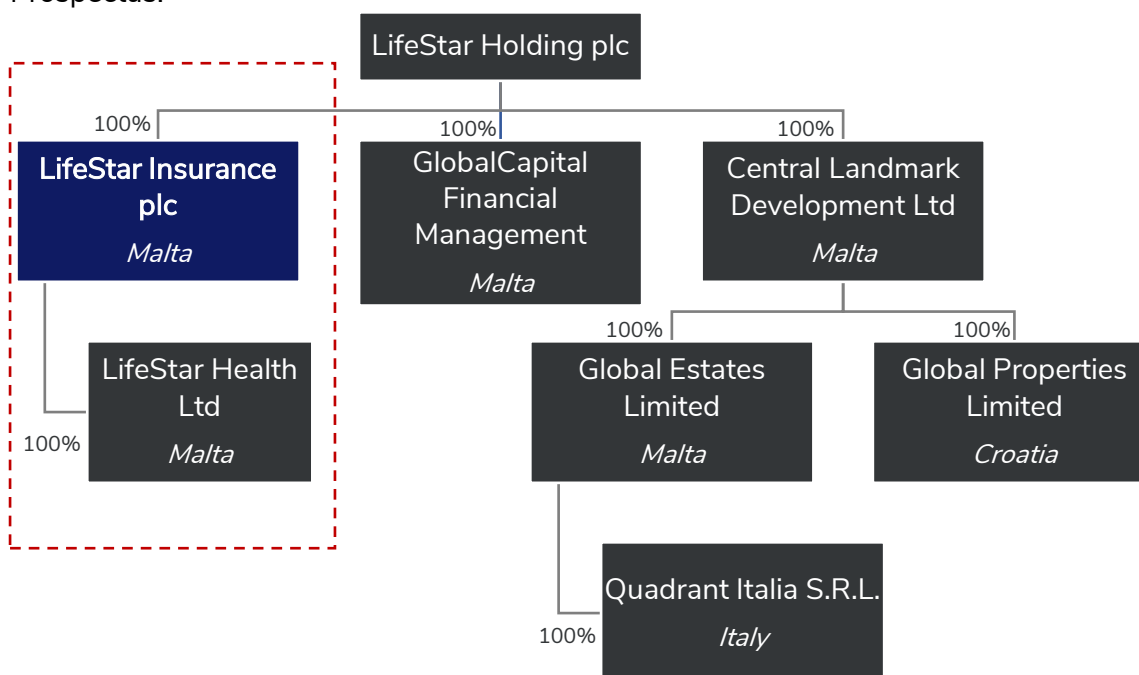 Prospectus.
LifeStar Holding plc
100%
100%
100%
LifeStar Insurance
plc
Malta
GlobalCapital
Financial
Management
Malta
Central Landmark
Development Ltd
Malta
100%
100%
LifeStar Health
Ltd
Malta
100%
Global Estates
Limited
Malta
Global Properties
Limited
Croatia
Quadrant Italia S.R.L.
Italy
100%